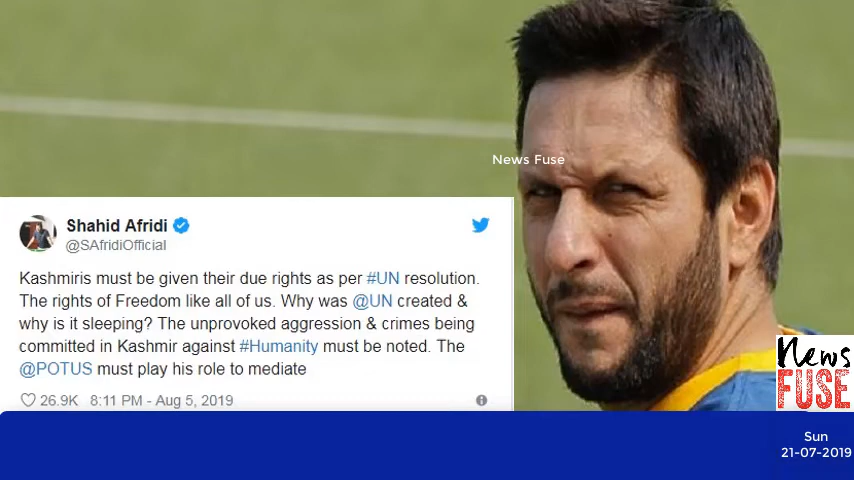 News Fuse
Shahid Afridi
@SAfridiOfficial
Kashmiris must be given their due rights as per #UN resolution.
The rights of Freedom like all of us. Why was @UN created &
why is it sleeping? The unprovoked aggression & crimes being
committed in Kashmir against #Humanity must be noted. The
@POTUS must play his role to mediate
26.9K 8:11 PM - Aug 5, 2019
News
FUSE
Sun
21-07-2019